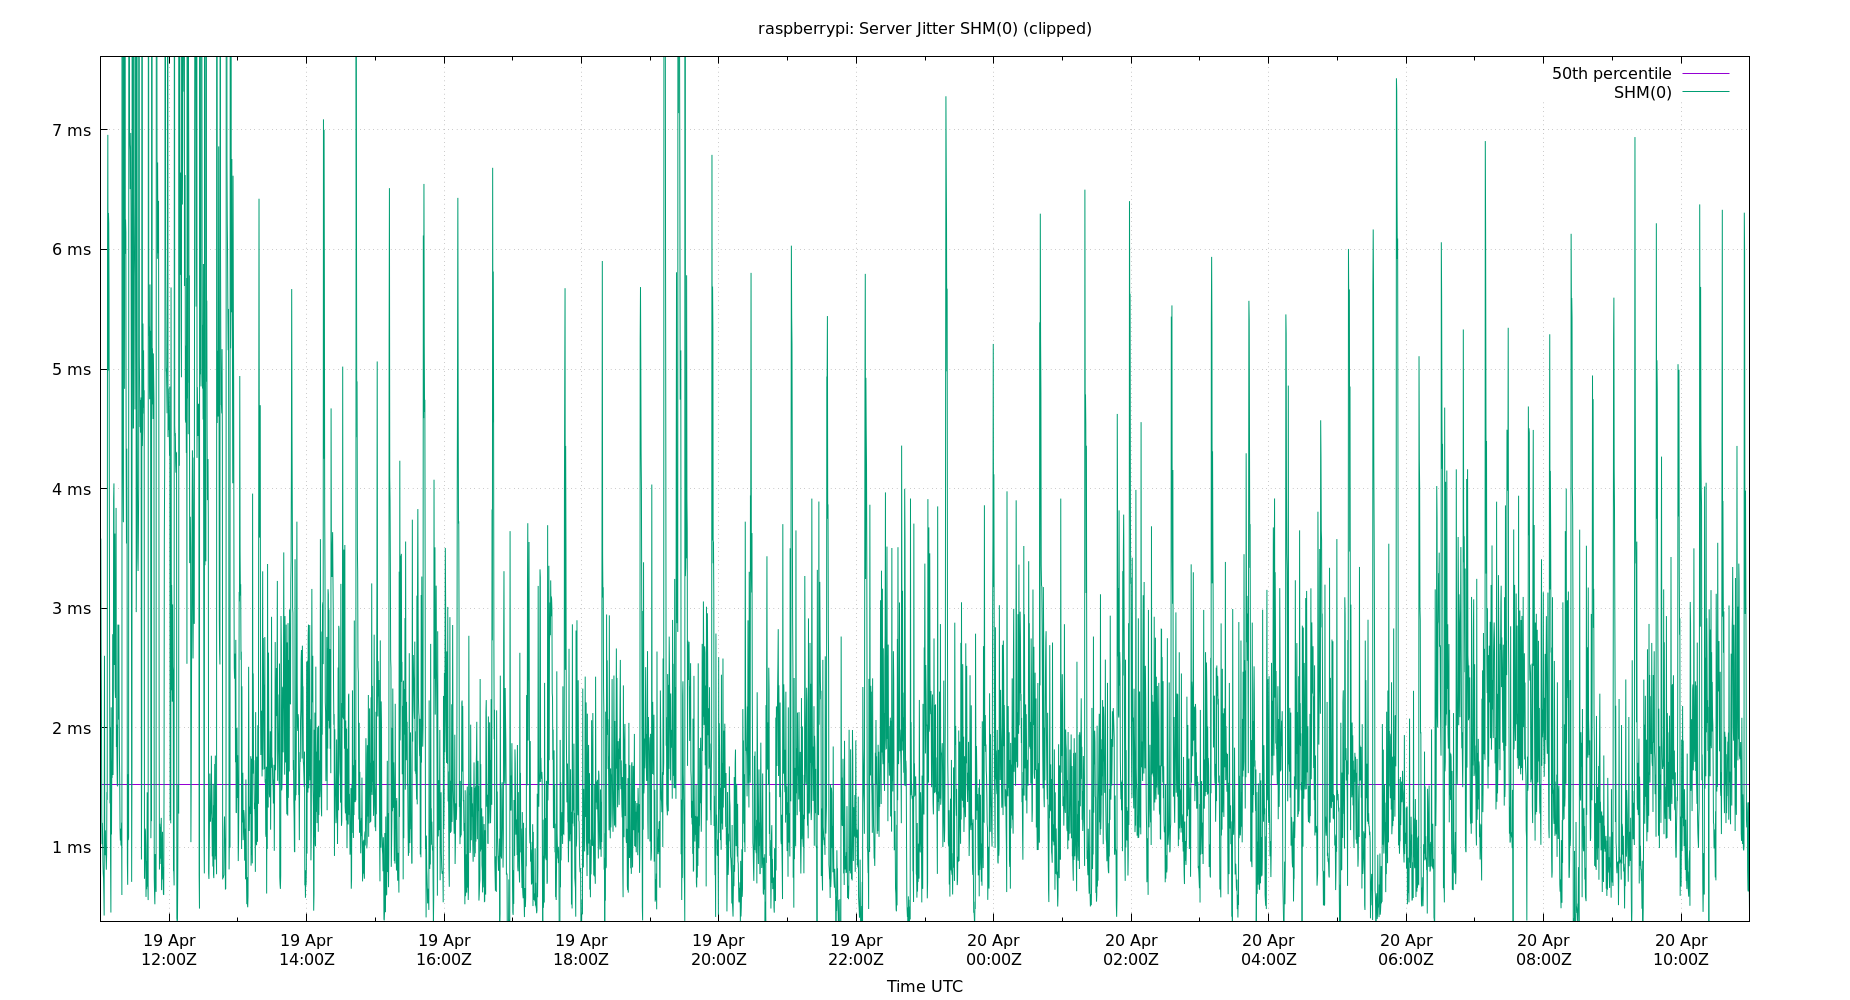 raspberrypi: Server Jitter SHM(0) (clipped)
50th percentile
SHM(0)
7 ms
6 ms
5 ms
4 ms
3 ms
2 ms
1 ms
19 Apr 19 Apr 19 Apr 19 Apr 19 Apr 19 Apr 20 Apr 20 Apr 20 Apr 20 Apr 20 Apr 20 Apr
12:00Z 14:00Z 16:00Z 18:00Z 20:00Z 22:00Z 00:00Z 02:00Z 04:00Z 06:00Z 08:00Z 10:00Z
Time UTC